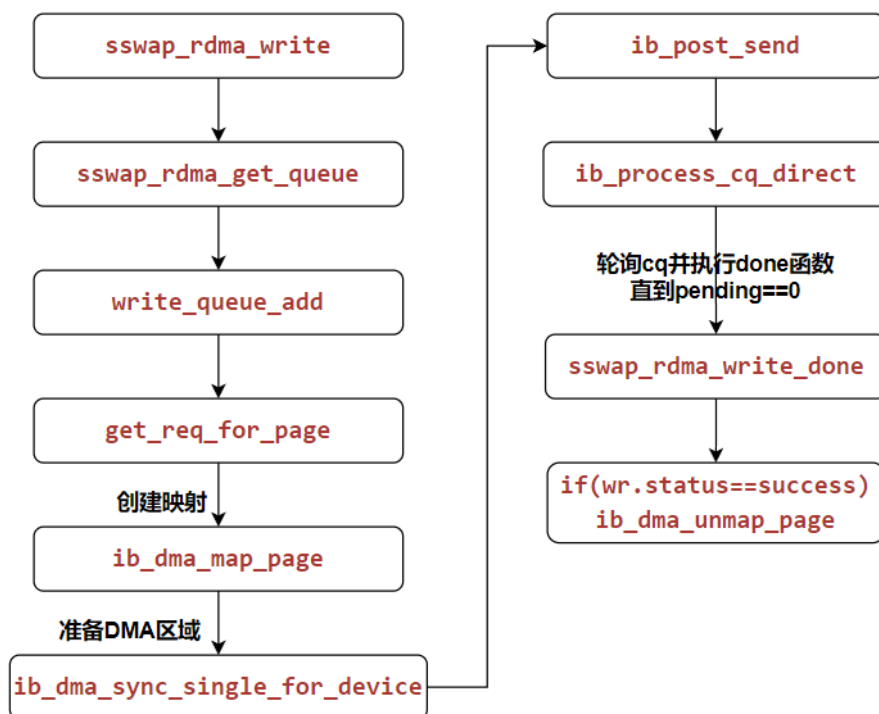 sswap_rdma_write
sswap_rdma_get_queue
write_queue_add
get_req_for_page
创建映射
ib_dma_map_page
准备DMA区域
ib_dma_sync_single_for_device
ib_post_send
ib_process_cq_direct
轮询cq并执行done函数
直到pending==0
sswap_rdma_write_done
if(wr.status==success)
ib_dma_unmap_page